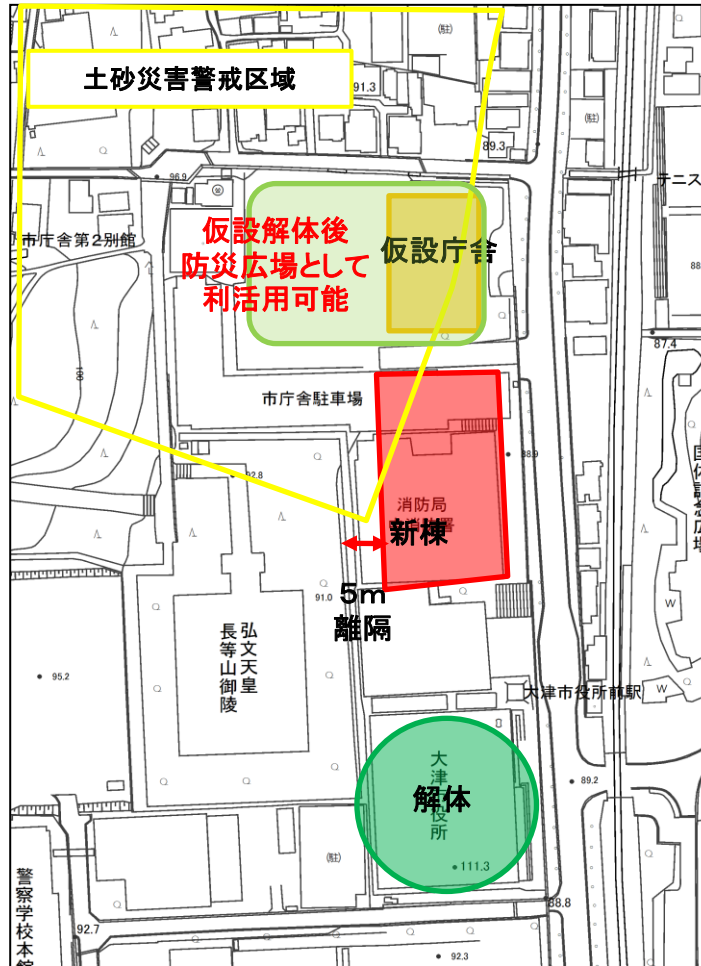 (駐)
土砂災害警戒区域
91.3
(駐)
89.3
96.9
テニス
仮設解体後
防災広場として
利活用可能
仮設庁舎
市庁舎第2別館
88
87.4
100
市庁舎駐車場
92.8
88.9
消防局
新棟
5m
離隔
91.0
弘文天皇
長等山御陵
95.2
W
W
大津市役所前駅
89.2
大津市役所
解体
(駐)
111.3
警察学校本館
88.8
92.7
92.3